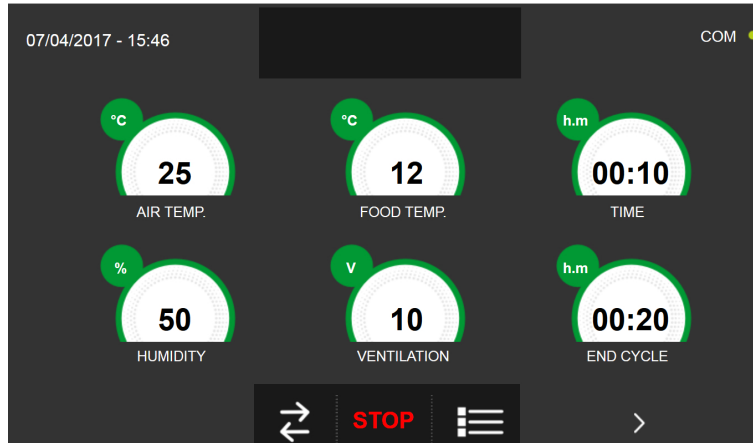 07/04/2017 - 15:46
COM
°C
°C
h.m
25
12
00:10
AIR TEMP.
FOOD TEMP.
TIME
%
V
h.m
50
10
00:20
HUMIDITY
VENTILATION
END CYCLE
STOP